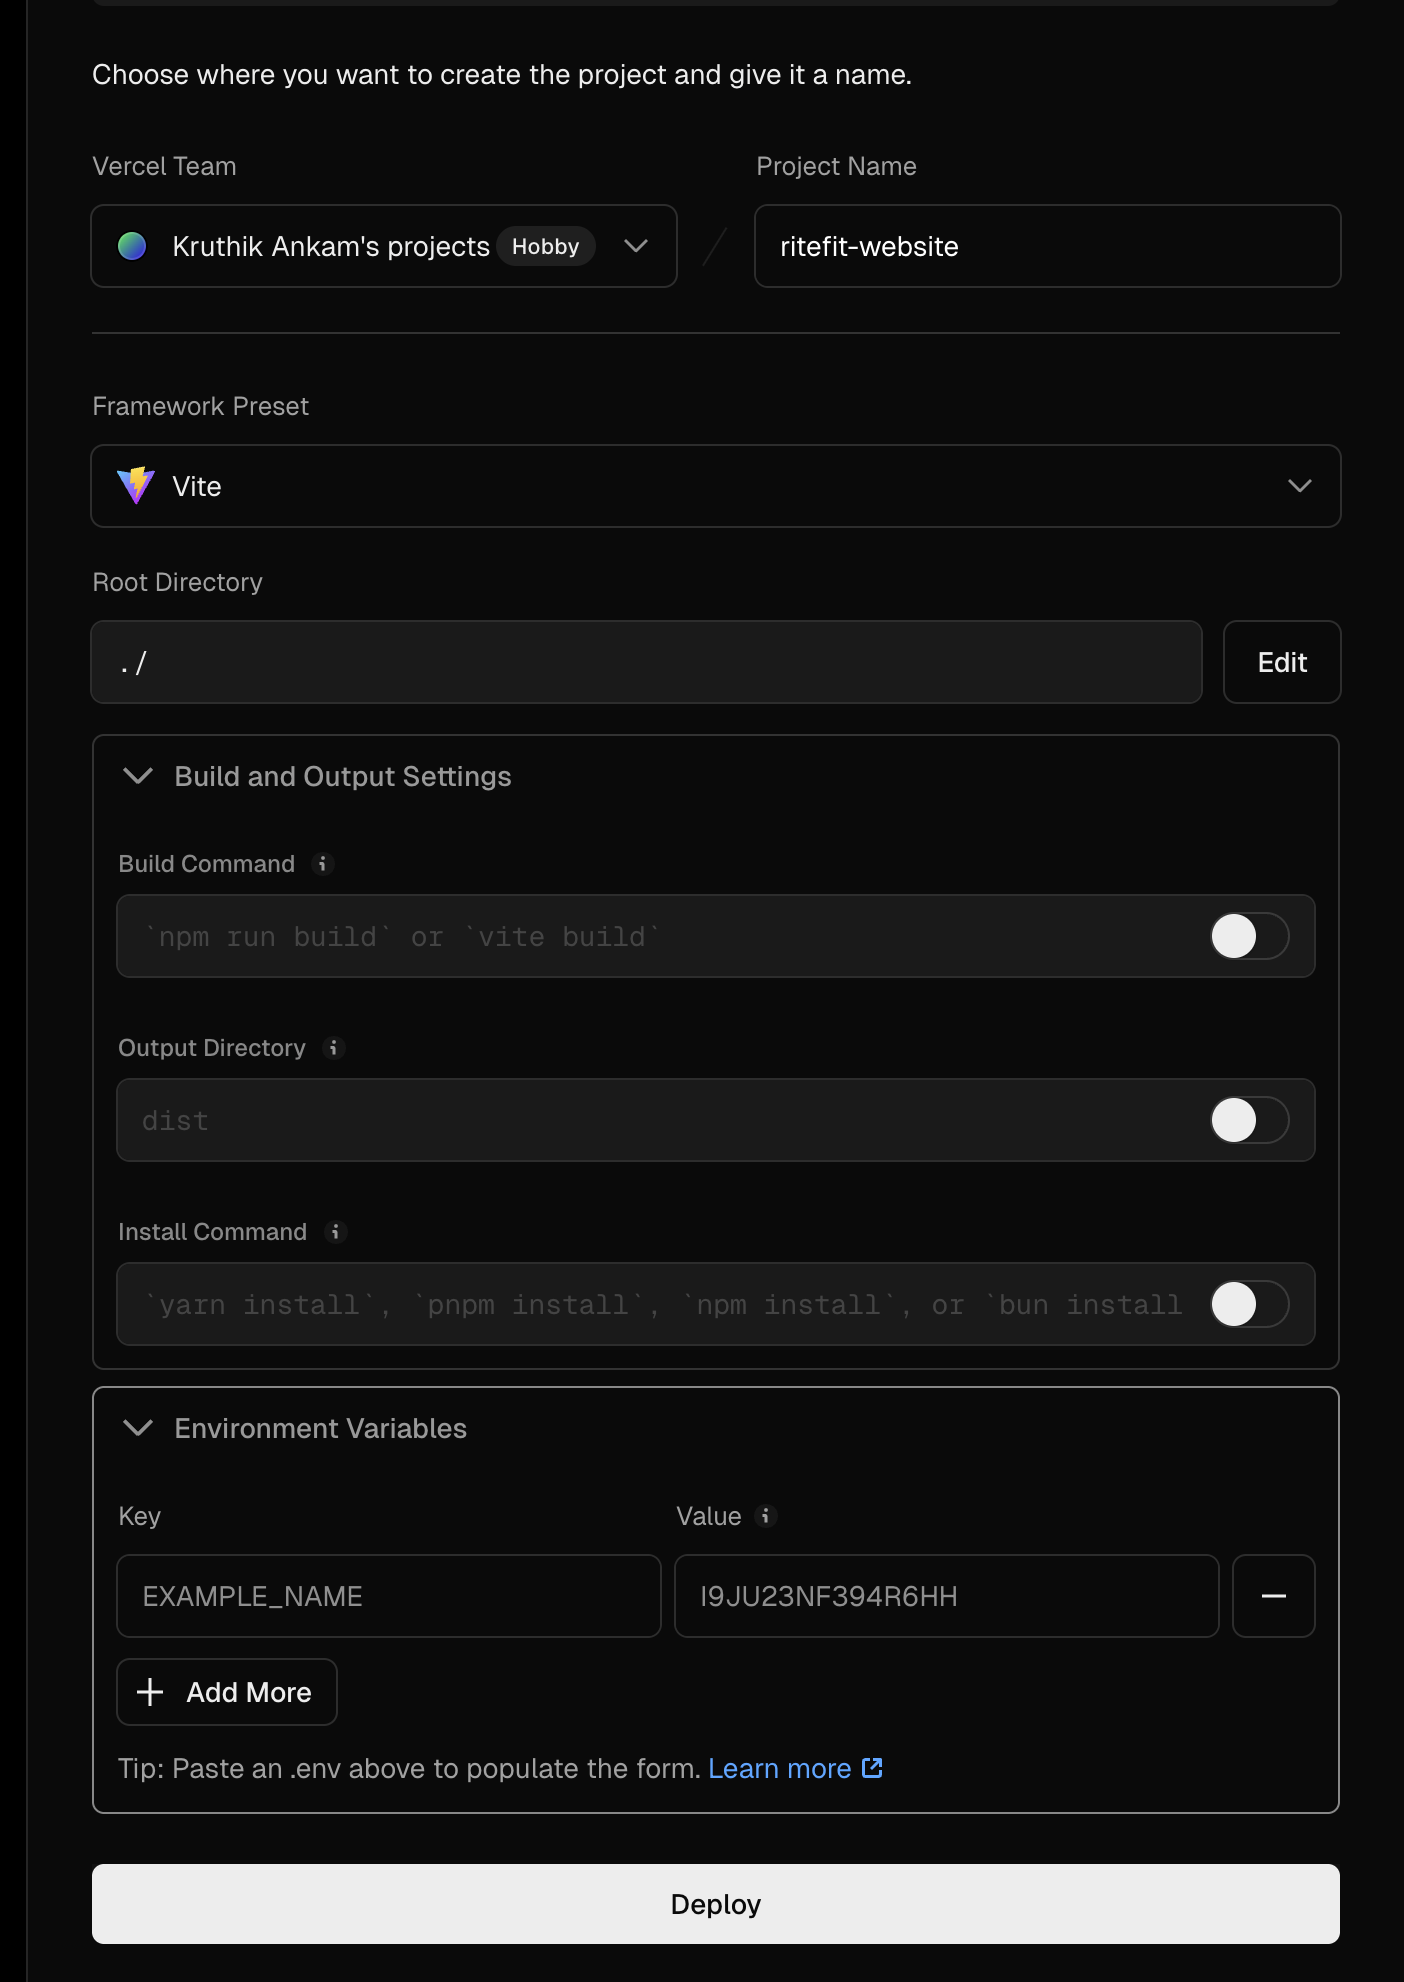 Choose where you want to create the project and give it a name.
Vercel Team
Project Name
Kruthik Ankam's projects Hobby
/
ritefit-website
Framework Preset
Vite
Root Directory
./
Edit
Build and Output Settings
Build Command
`npm run build` or `vite build`
Output Directory
dist
Install Command
`yarn install`, `pnpm install`, `npm install`, or `bun install
Environment Variables
Key
Value
EXAMPLE_NAME
I9JU23NF394R6HH
Add More
Tip: Paste an .env above to populate the form. Learn more
Deploy